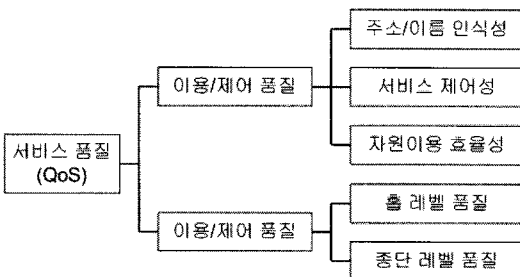 주소/이름 인식성
이용/제어 품질
서비스 제어성
자원이용 효율성
서비스 품질
(QoS)
홉 레벨 품질
이용/제어 품질
종단 레벨 품질